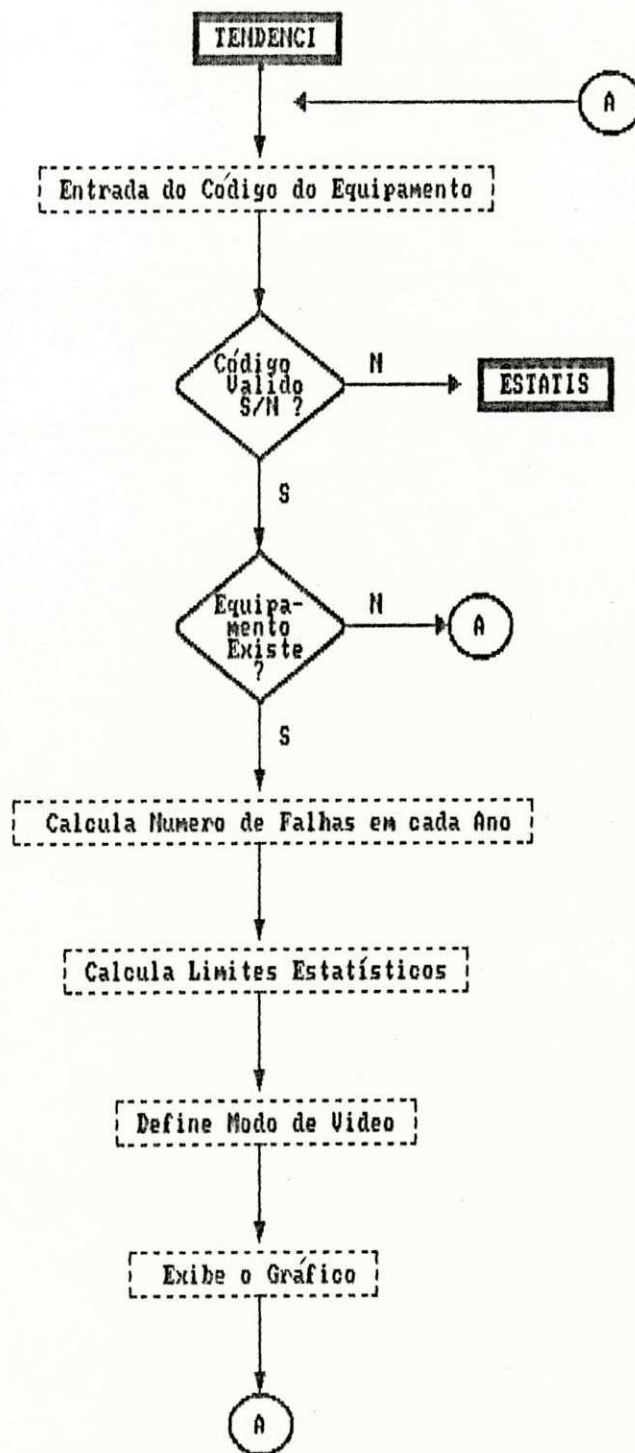 TENDENCI
A
Entrada do Código do Equipamento
Código
Valido
S/N ?
N
ESTATIS
S
Equipa-
mento
Existe
?
N
A
S
Calcula Numero de Falhas em cada Ano
Calcula Limites Estatísticos
Define Modo de Video
Exibe o Gráfico
A